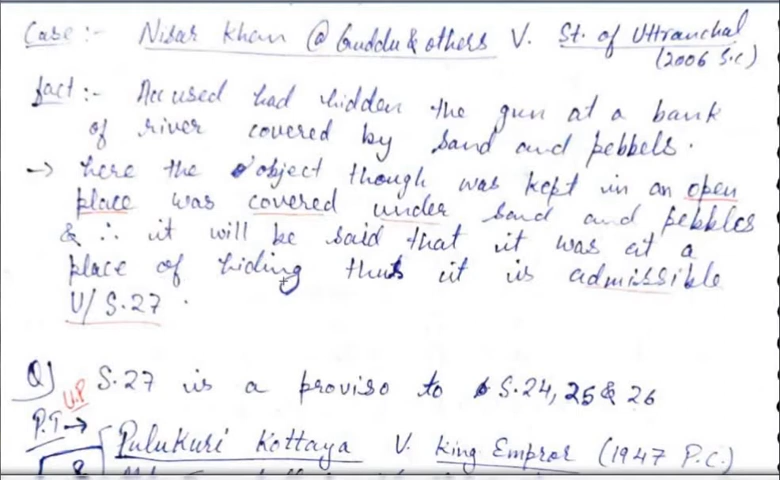 Case :- Nisar Khan @ Guddu & others V. St. of Uttranchal
(2006 S.C)
fact :- Accused had hidden the gun at a bank
of river covered by sand and pebbels.
→ here the object though was kept in an open
place was covered under sand and pebbles
& ∴ it will be said that it was at a
place of hiding thus it is admissible
U/S.27.
Q) S.27 is a proviso to S.24, 25 & 26
U.P
P.T →
Pulukuri Kottaya V. King Empror (1947 P.C.)
&